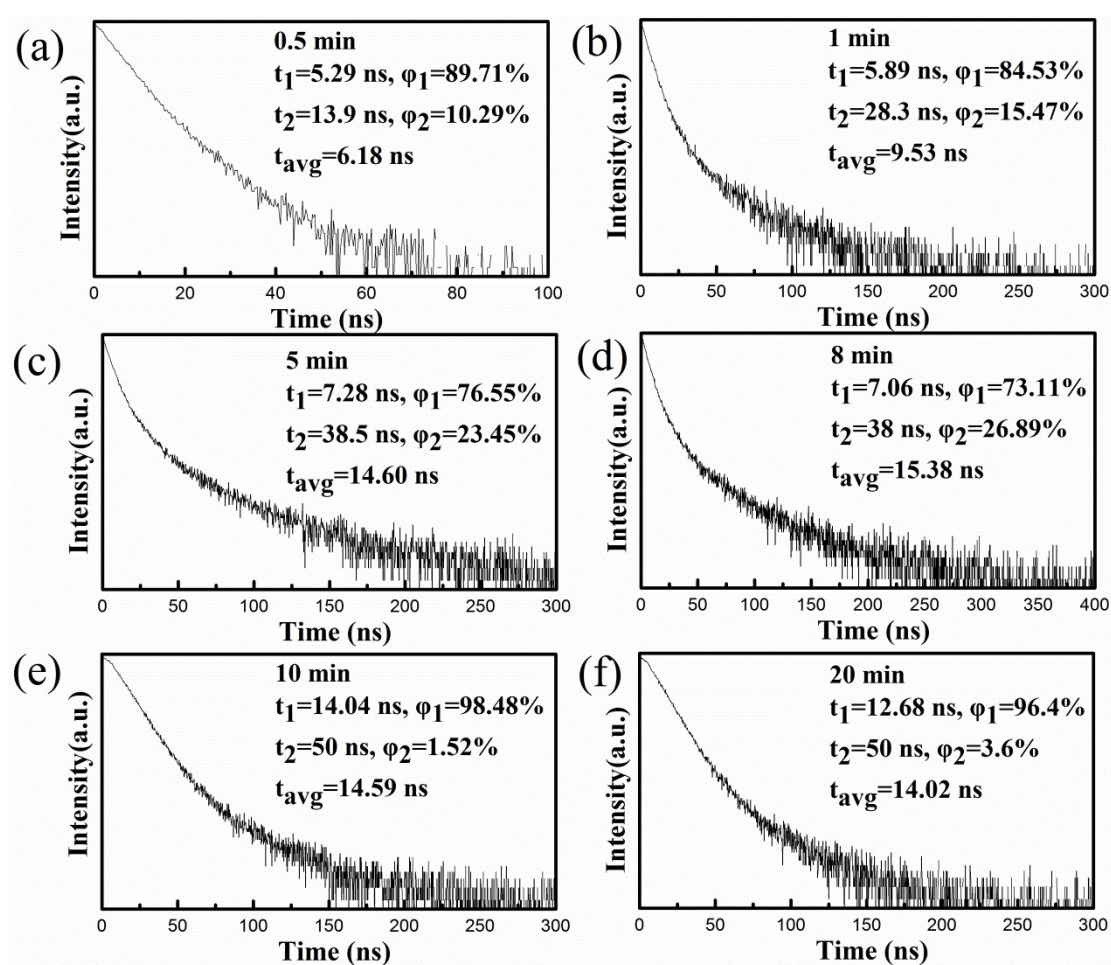 (a)
0.5 min
t1=5.29 ns, φ1=89.71%
t2=13.9 ns, φ2=10.29%
tavg=6.18 ns
Intensity(a.u.)
0 20 40 60 80 100
Time (ns)
(b)
1 min
t1=5.89 ns, φ1=84.53%
t2=28.3 ns, φ2=15.47%
tavg=9.53 ns
Intensity(a.u.)
0 50 100 150 200 250 300
Time (ns)
(c)
5 min
t1=7.28 ns, φ1=76.55%
t2=38.5 ns, φ2=23.45%
tavg=14.60 ns
Intensity(a.u.)
0 50 100 150 200 250 300
Time (ns)
(d)
8 min
t1=7.06 ns, φ1=73.11%
t2=38 ns, φ2=26.89%
tavg=15.38 ns
Intensity(a.u.)
0 50 100 150 200 250 300 350 400
Time (ns)
(e)
10 min
t1=14.04 ns, φ1=98.48%
t2=50 ns, φ2=1.52%
tavg=14.59 ns
Intensity(a.u.)
0 50 100 150 200 250 300
Time (ns)
(f)
20 min
t1=12.68 ns, φ1=96.4%
t2=50 ns, φ2=3.6%
tavg=14.02 ns
Intensity(a.u.)
0 50 100 150 200 250 300
Time (ns)